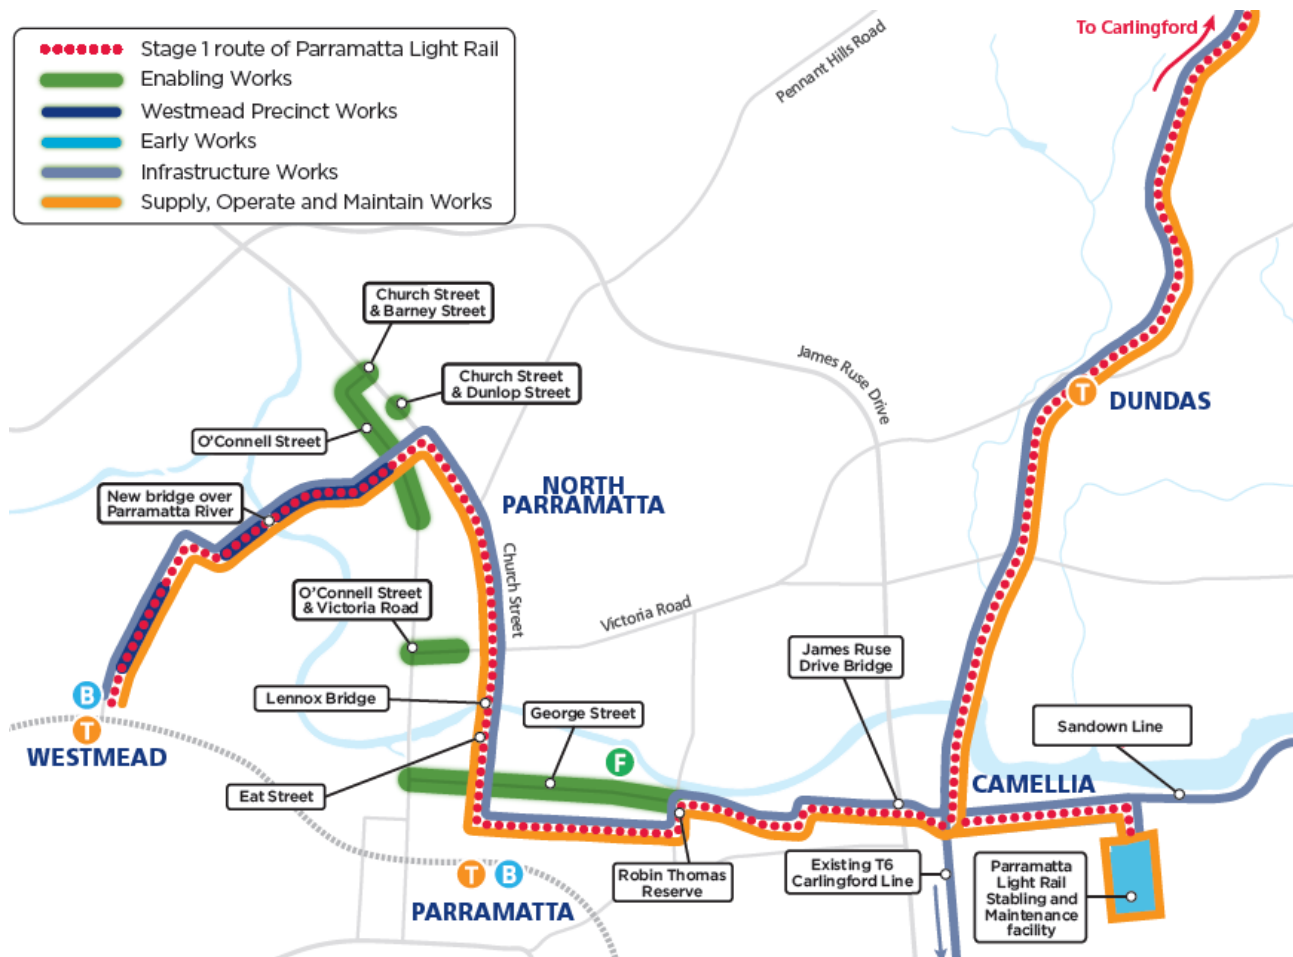 To Carlingford
Stage 1 route of Parramatta Light Rail
Enabling Works
Westmead Precinct Works
Early Works
Infrastructure Works
Supply, Operate and Maintain Works
Pennant Hills Road
Church Street
& Barney Street
James Ruse Drive
Church Street
& Dunlop Street
T
DUNDAS
O'Connell Street
NORTH
PARRAMATTA
New bridge over
Parramatta River
Church Street
O'Connell Street
& Victoria Road
Victoria Road
James Ruse
Drive Bridge
B
Lennox Bridge
George Street
Sandown Line
T
WESTMEAD
F
CAMELLIA
Eat Street
T
B
PARRAMATTA
Robin Thomas
Reserve
Existing T6
Carlingford Line
Parramatta
Light Rail
Stabling and
Maintenance
facility